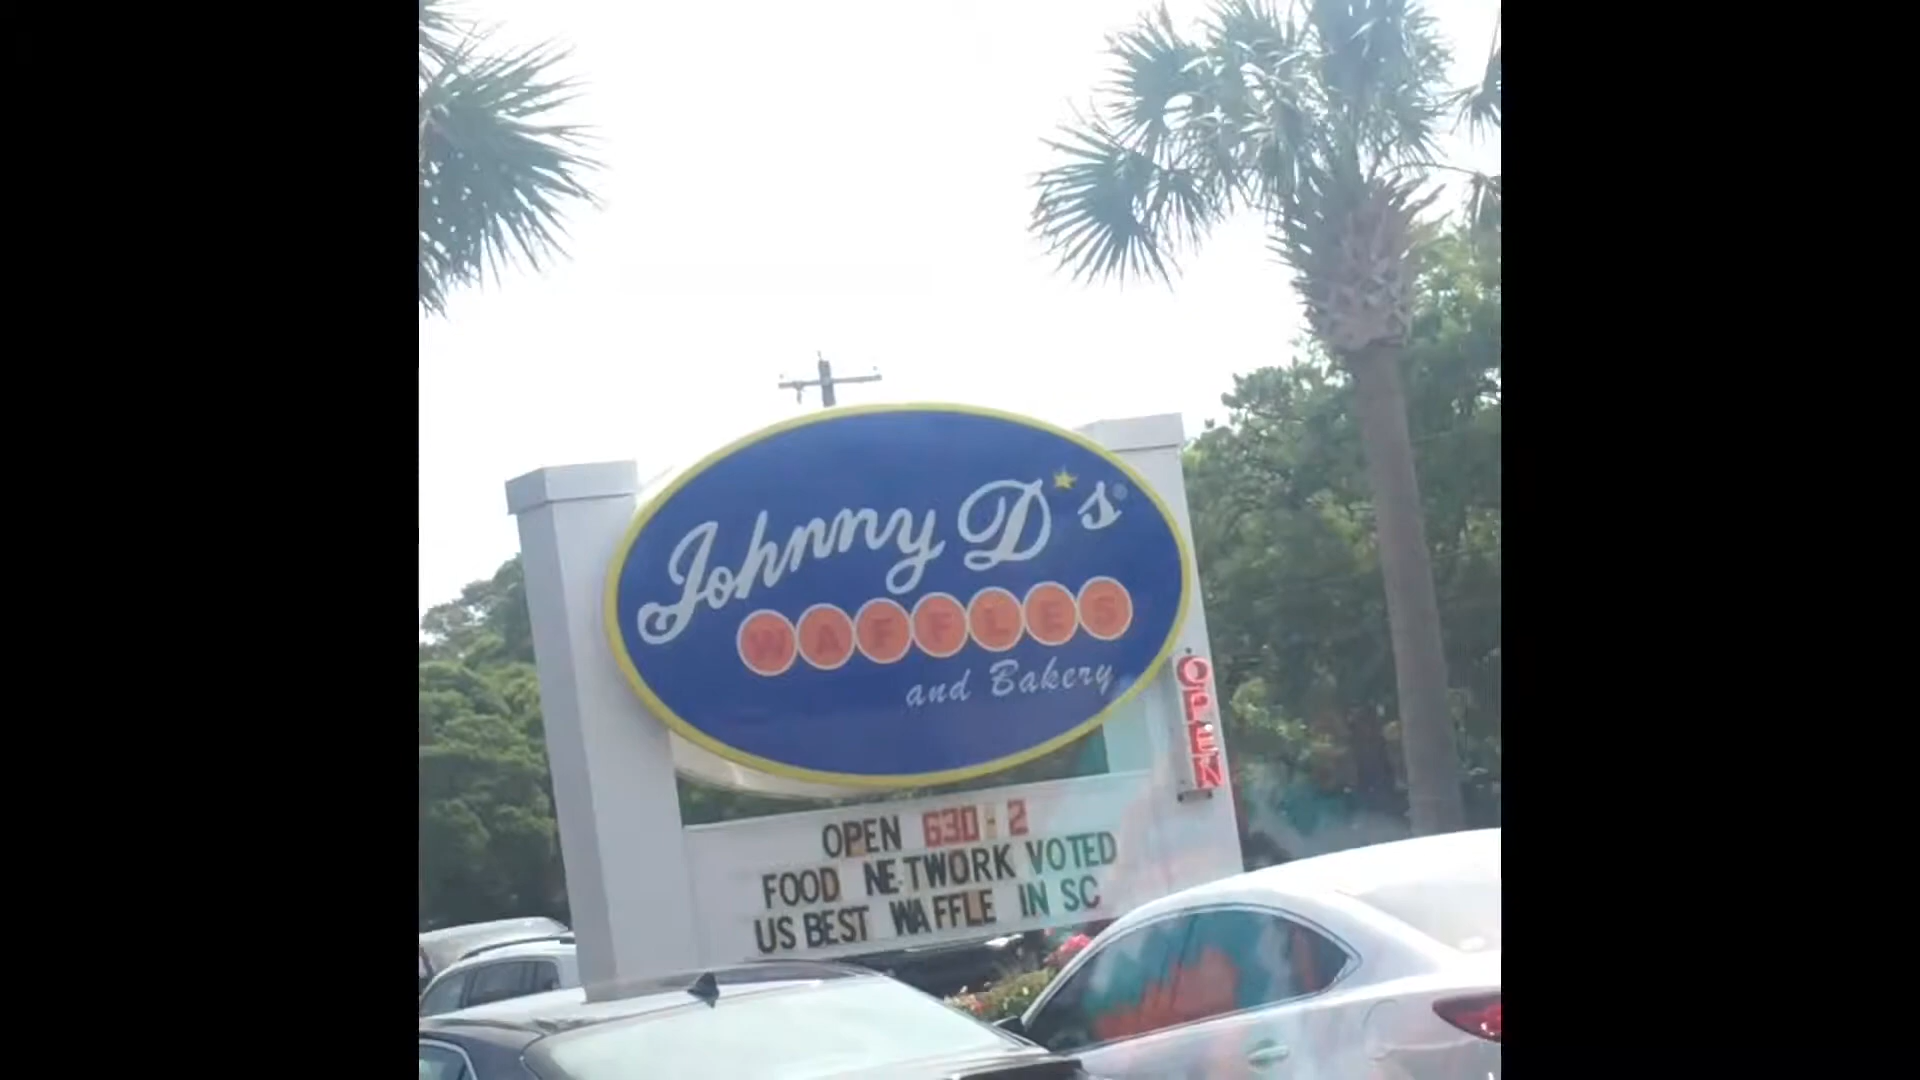 Johnny D's®
WAFFLES
and Bakery
OPEN
OPEN 630-2
FOOD NETWORK VOTED
US BEST WAFFLE IN SC